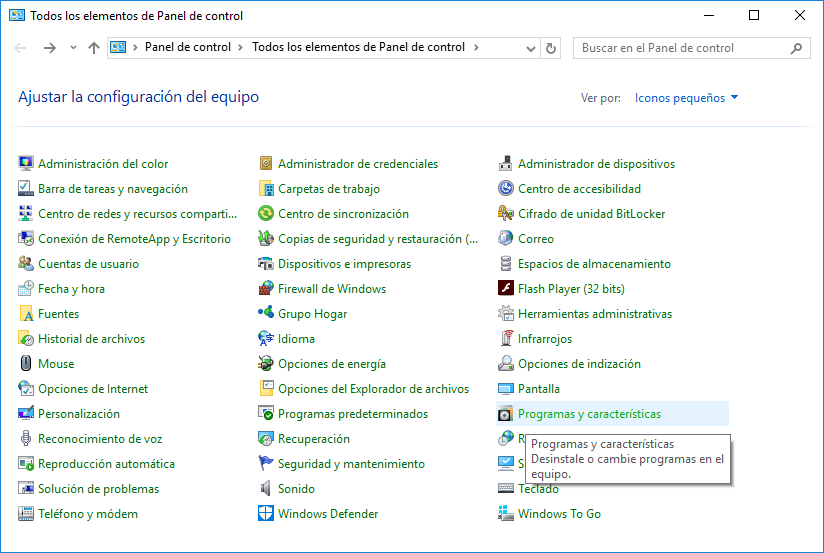 Todos los elementos de Panel de control
Panel de control > Todos los elementos de Panel de control >
Buscar en el Panel de control
Ajustar la configuración del equipo
Ver por: Iconos pequeños
Administración del color
Administrador de credenciales
Administrador de dispositivos
Barra de tareas y navegación
Carpetas de trabajo
Centro de accesibilidad
Centro de redes y recursos comparti...
Centro de sincronización
Cifrado de unidad BitLocker
Conexión de RemoteApp y Escritorio
Copias de seguridad y restauración (...
Correo
Cuentas de usuario
Dispositivos e impresoras
Espacios de almacenamiento
Fecha y hora
Firewall de Windows
Flash Player (32 bits)
Fuentes
Grupo Hogar
Herramientas administrativas
Historial de archivos
Idioma
Infrarrojos
Mouse
Opciones de energía
Opciones de indización
Opciones de Internet
Opciones del Explorador de archivos
Pantalla
Personalización
Programas predeterminados
Programas y características
Reconocimiento de voz
Recuperación
Programas y características
Desinstale o cambie programas en el
equipo.
Reproducción automática
Seguridad y mantenimiento
Solución de problemas
Sonido
Teclado
Teléfono y módem
Windows Defender
Windows To Go